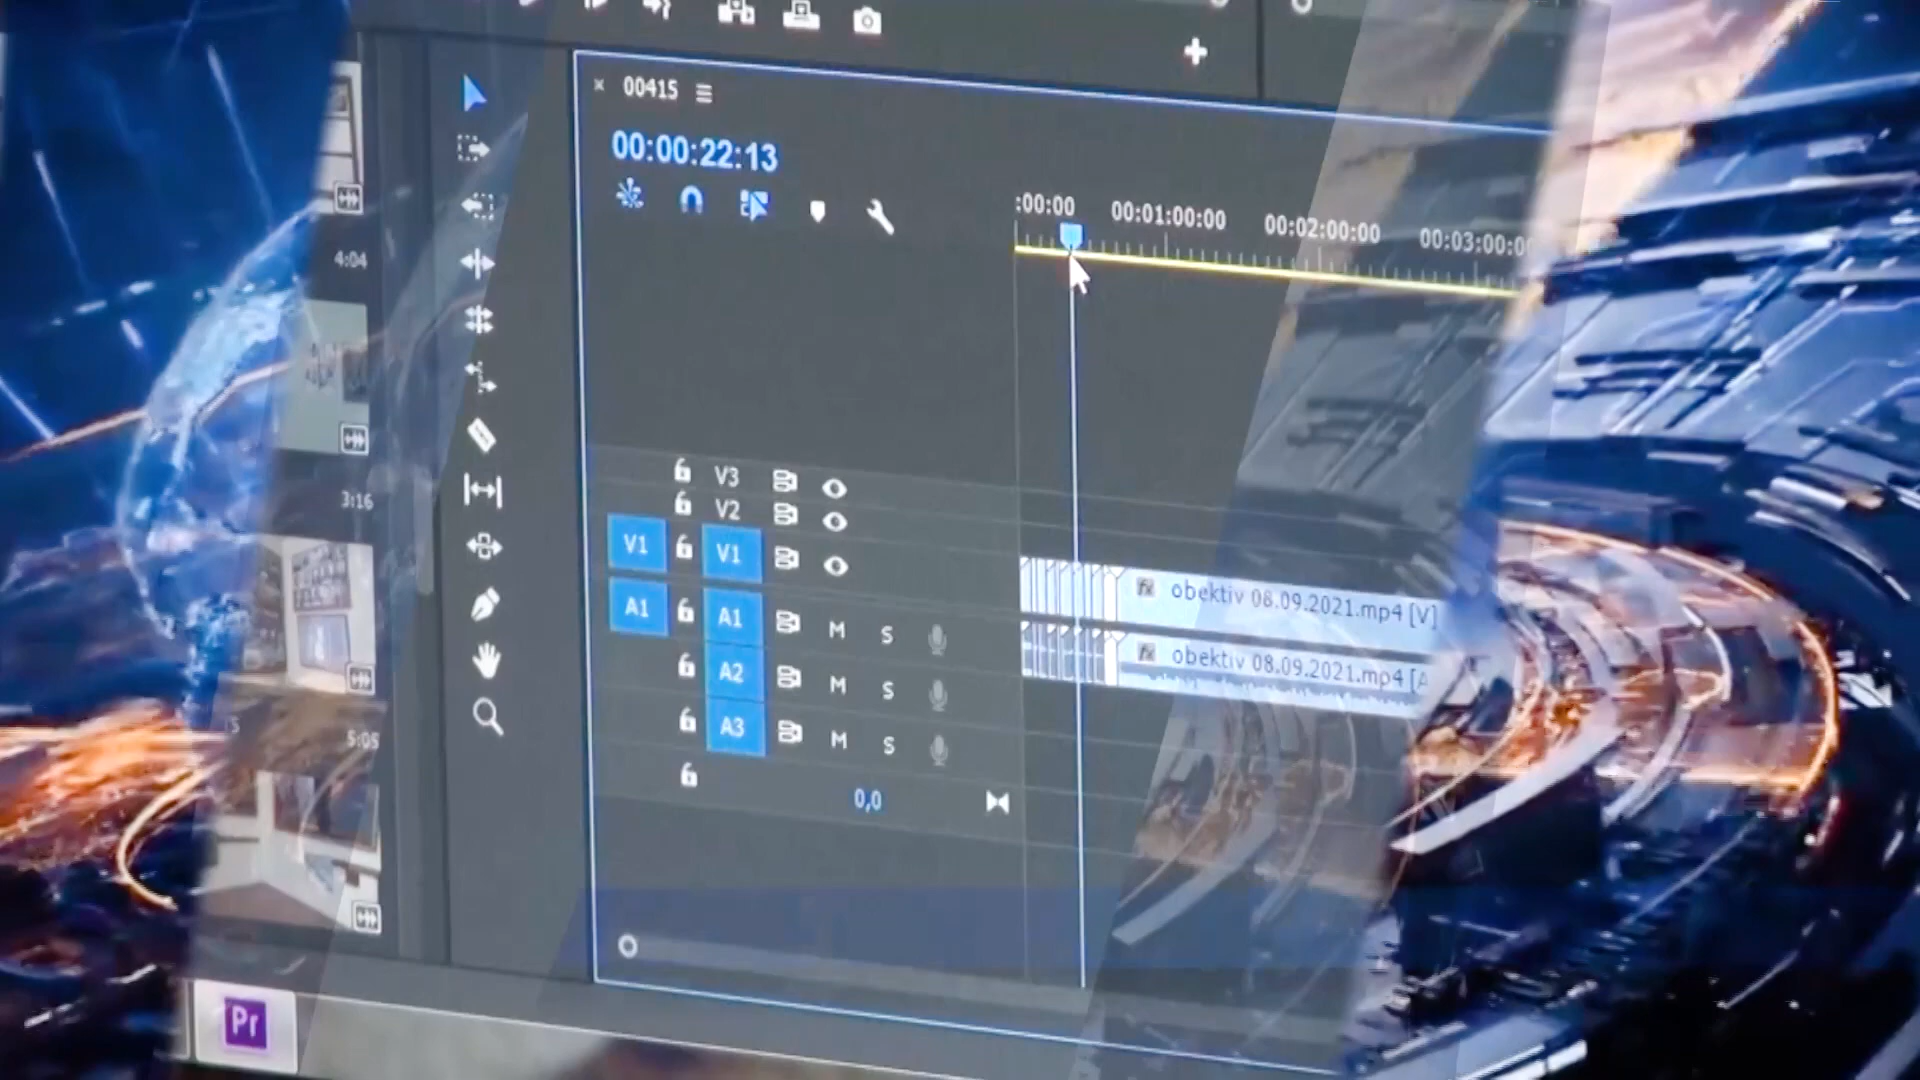 × 00415
00:00:22:13
:00:00 00:01:00:00 00:02:00:00 00:03:00:00
4:04
3:16
5:05
V3
V2
V1 V1
A1 A1 M S
A2 M S
A3 M S
0,0
fx obektiv 08.09.2021.mp4 [V]
fx obektiv 08.09.2021.mp4 [A
Pr